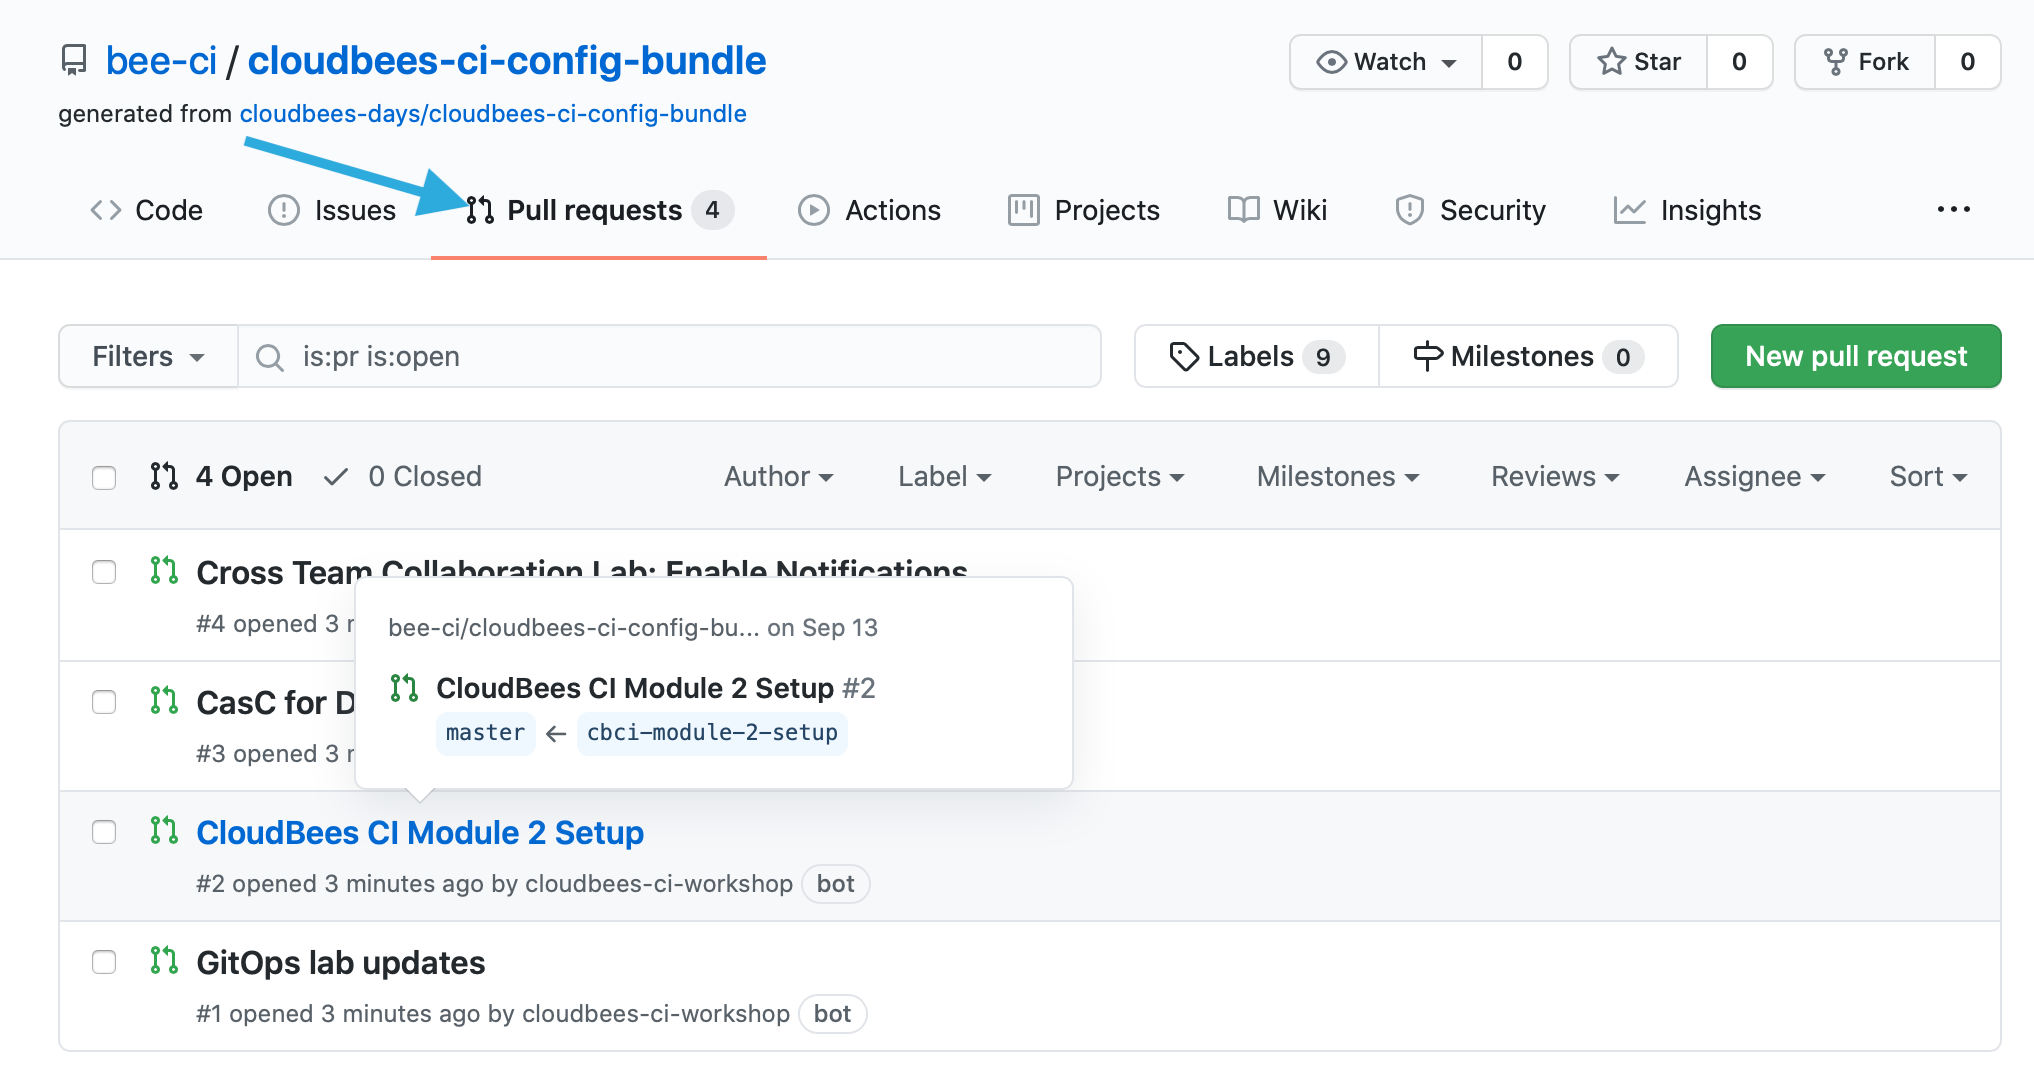 bee-ci / cloudbees-ci-config-bundle
Watch 0 Star 0 Fork 0
generated from cloudbees-days/cloudbees-ci-config-bundle
Code Issues Pull requests 4 Actions Projects Wiki Security Insights ...
Filters is:pr is:open Labels 9 Milestones 0 New pull request
4 Open 0 Closed Author Label Projects Milestones Reviews Assignee Sort
Cross Team Collaboration Lab: Enable Notifications
#4 opened 3
bee-ci/cloudbees-ci-config-bu... on Sep 13
CloudBees CI Module 2 Setup #2
master ← cbci-module-2-setup
CasC for
#3 opened 3
CloudBees CI Module 2 Setup
#2 opened 3 minutes ago by cloudbees-ci-workshop bot
GitOps lab updates
#1 opened 3 minutes ago by cloudbees-ci-workshop bot